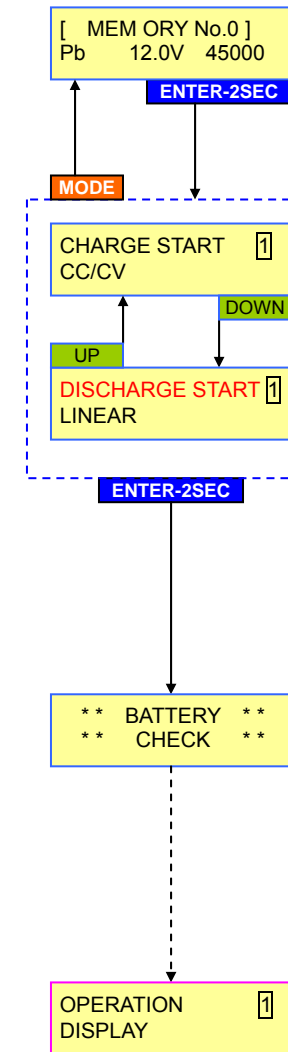 [ MEM ORY No.0 ]
Pb 12.0V 45000
ENTER-2SEC
MODE
CHARGE START 1
CC/CV
DOWN
UP
DISCHARGE START 1
LINEAR
ENTER-2SEC
* * BATTERY * *
* * CHECK * *
OPERATION 1
DISPLAY